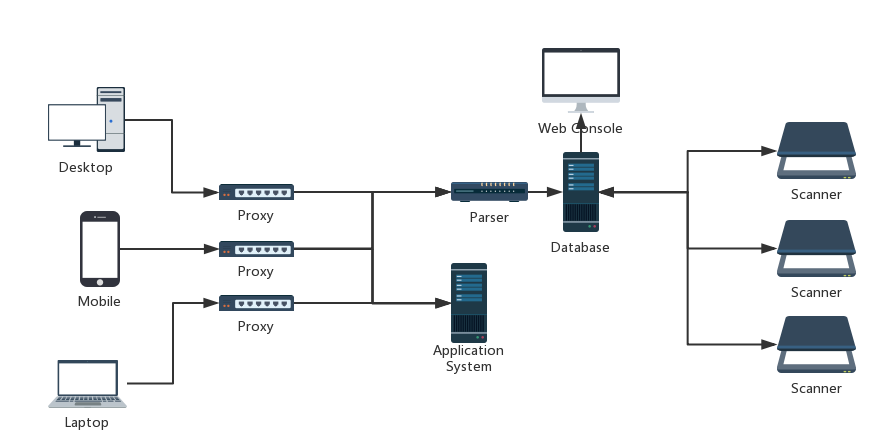 Web Console
Desktop
Scanner
Proxy
Parser
Database
Mobile
Proxy
Scanner
Proxy
Application
System
Scanner
Laptop